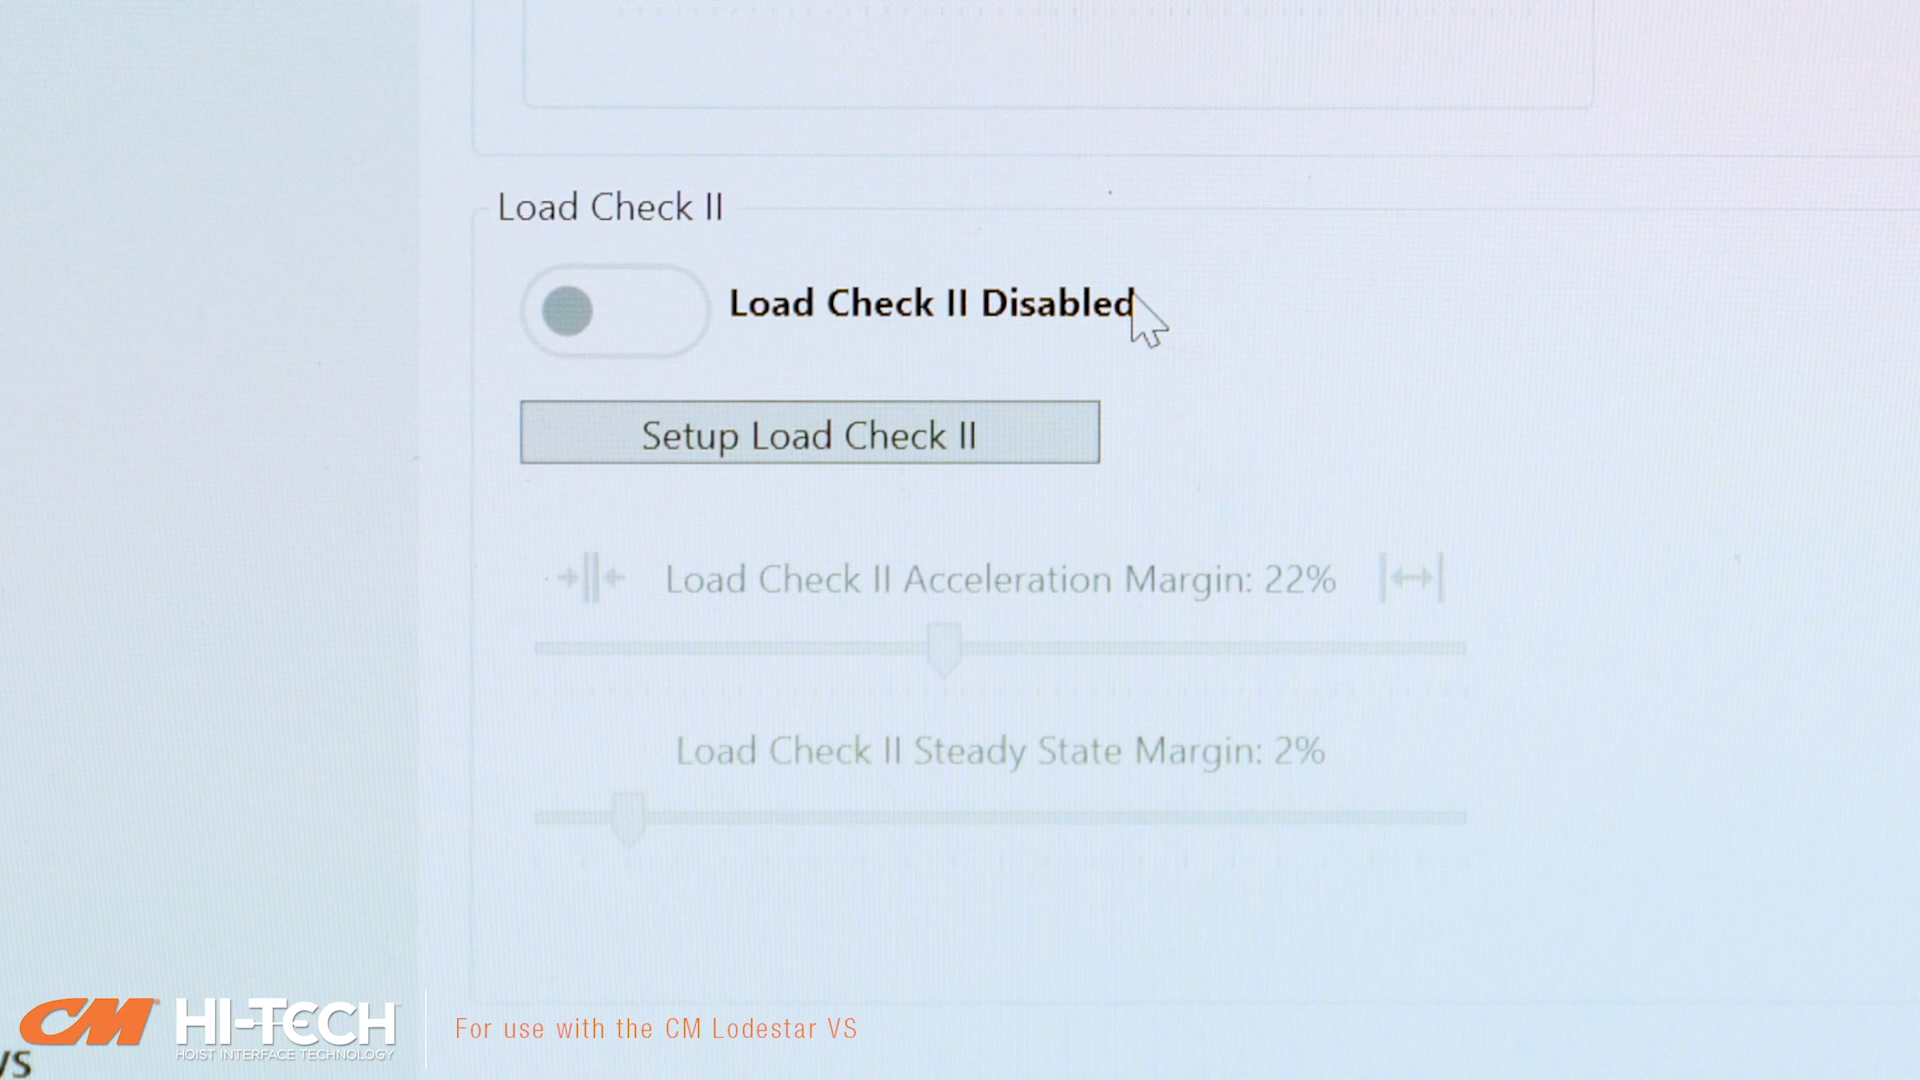 Load Check II
Load Check II Disabled
Setup Load Check II
Load Check II Acceleration Margin: 22%
Load Check II Steady State Margin: 2%
CM HI-TECH
HOIST INTERFACE TECHNOLOGY
For use with the CM Lodestar VS
VS